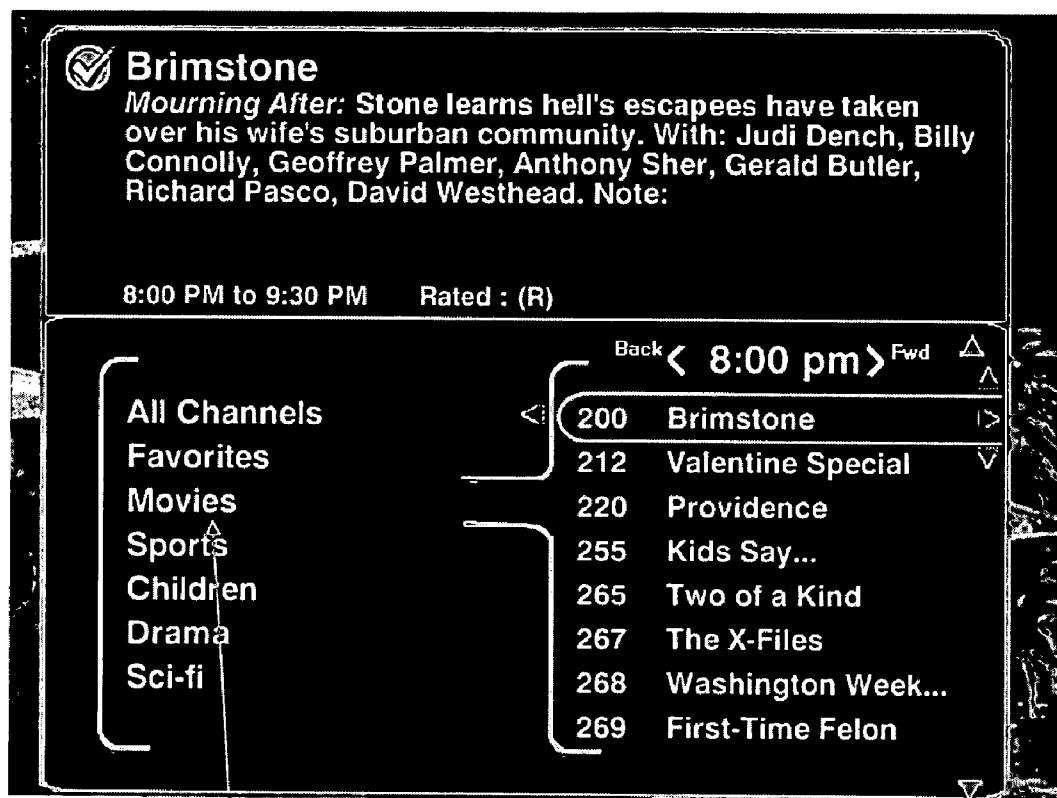 Brimstone
Mourning After: Stone learns hell's escapees have taken
over his wife's suburban community. With: Judi Dench, Billy
Connolly, Geoffrey Palmer, Anthony Sher, Gerald Butler,
Richard Pasco, David Westhead. Note:
8:00 PM to 9:30 PM Rated : (R)
Back < 8:00 pm > Fwd
All Channels
Favorites
Movies
Sports
Children
Drama
Sci-fi
200 Brimstone
212 Valentine Special
220 Providence
255 Kids Say...
265 Two of a Kind
267 The X-Files
268 Washington Week...
269 First-Time Felon